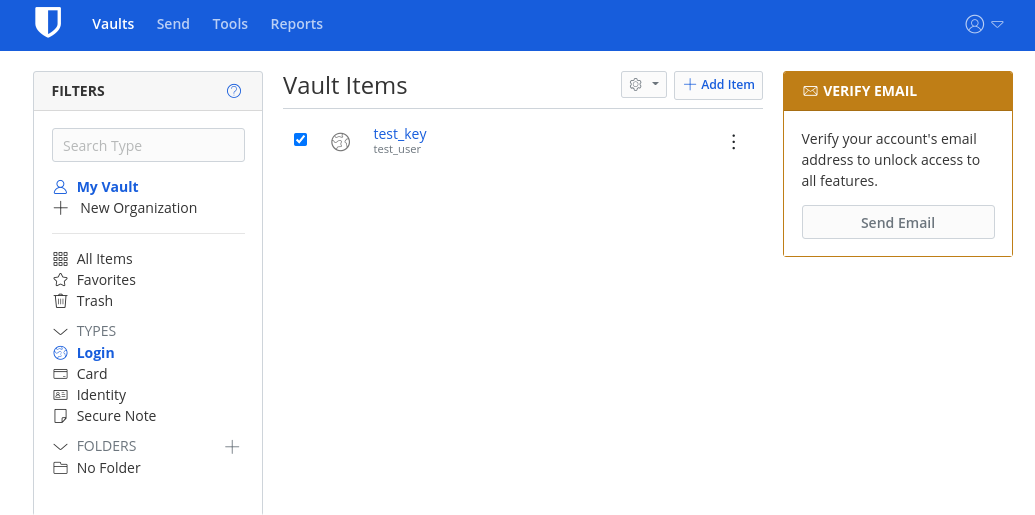 Vaults Send Tools Reports
FILTERS
Search Type
My Vault
New Organization
All Items
Favorites
Trash
TYPES
Login
Card
Identity
Secure Note
FOLDERS
No Folder
Vault Items
Add Item
test_key
test_user
VERIFY EMAIL
Verify your account's email
address to unlock access to
all features.
Send Email